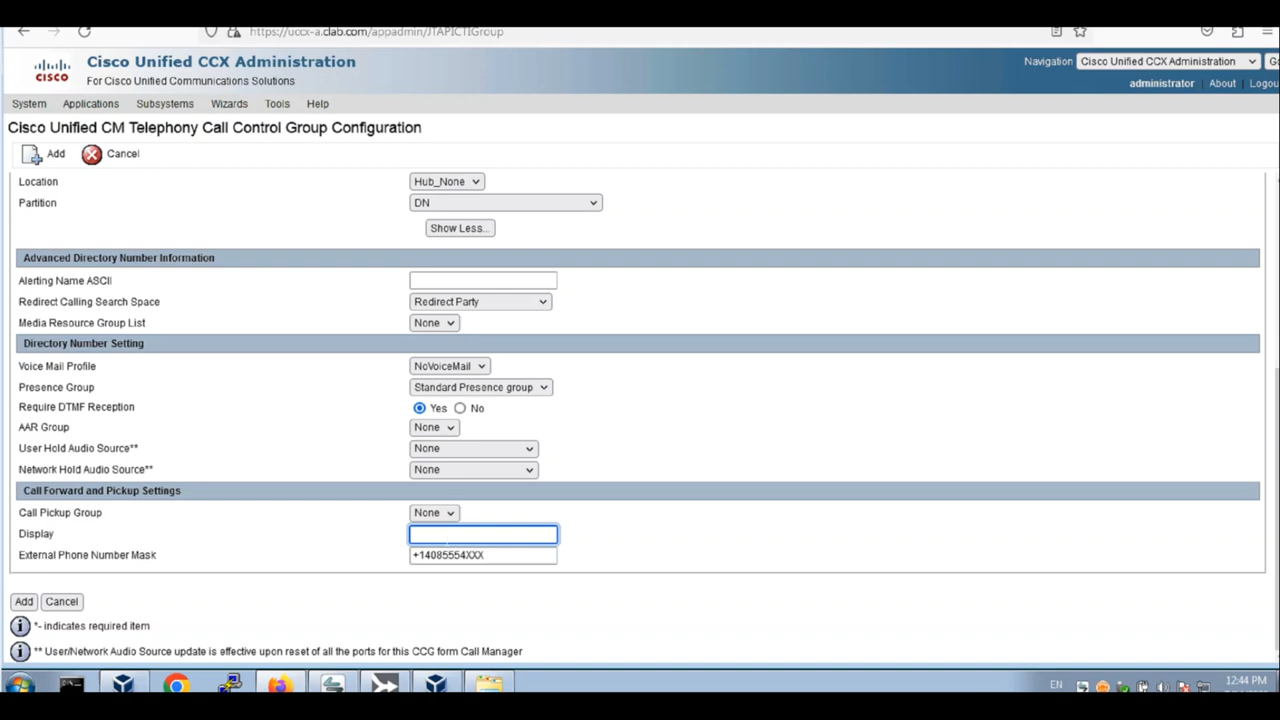 https://uccx-a.clab.com/appadmin/JTAPICTIGroup
CISCO
Cisco Unified CCX Administration
For Cisco Unified Communications Solutions
Navigation Cisco Unified CCX Administration Go
administrator About Logou
System Applications Subsystems Wizards Tools Help
Cisco Unified CM Telephony Call Control Group Configuration
Add Cancel
Location Hub_None
Partition DN
Show Less...
Advanced Directory Number Information
Alerting Name ASCII
Redirect Calling Search Space Redirect Party
Media Resource Group List None
Directory Number Setting
Voice Mail Profile NoVoiceMail
Presence Group Standard Presence group
Require DTMF Reception Yes No
AAR Group None
User Hold Audio Source** None
Network Hold Audio Source** None
Call Forward and Pickup Settings
Call Pickup Group None
Display
External Phone Number Mask +14085554XXX
Add Cancel
*- indicates required item
** User/Network Audio Source update is effective upon reset of all the ports for this CCG form Call Manager
EN 12:44 PM